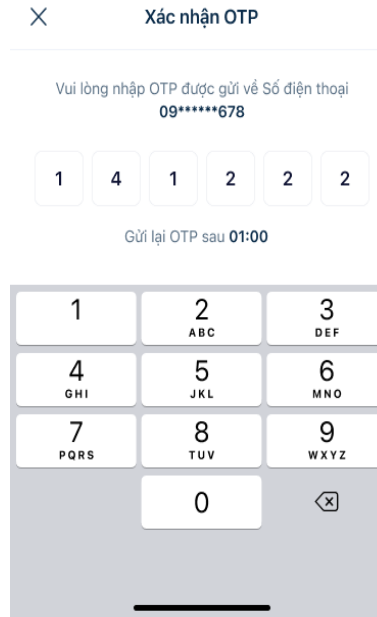 Xác nhận OTP
Vui lòng nhập OTP được gửi về Số điện thoại
09******678
1 4 1 2 2 2
Gửi lại OTP sau 01:00
1 2 3
ABC DEF
4 5 6
GHI JKL MNO
7 8 9
PQRS TUV WXYZ
0